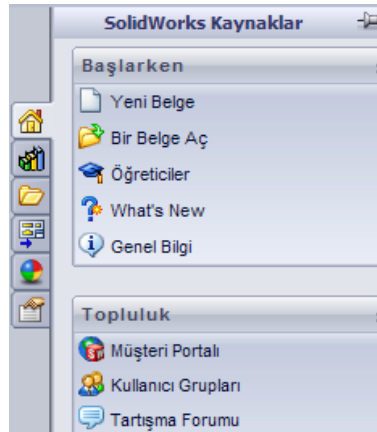 SolidWorks Kaynaklar
Başlarken
Yeni Belge
Bir Belge Aç
Öğreticiler
What's New
Genel Bilgi
Topluluk
Müşteri Portalı
Kullanıcı Grupları
Tartışma Forumu